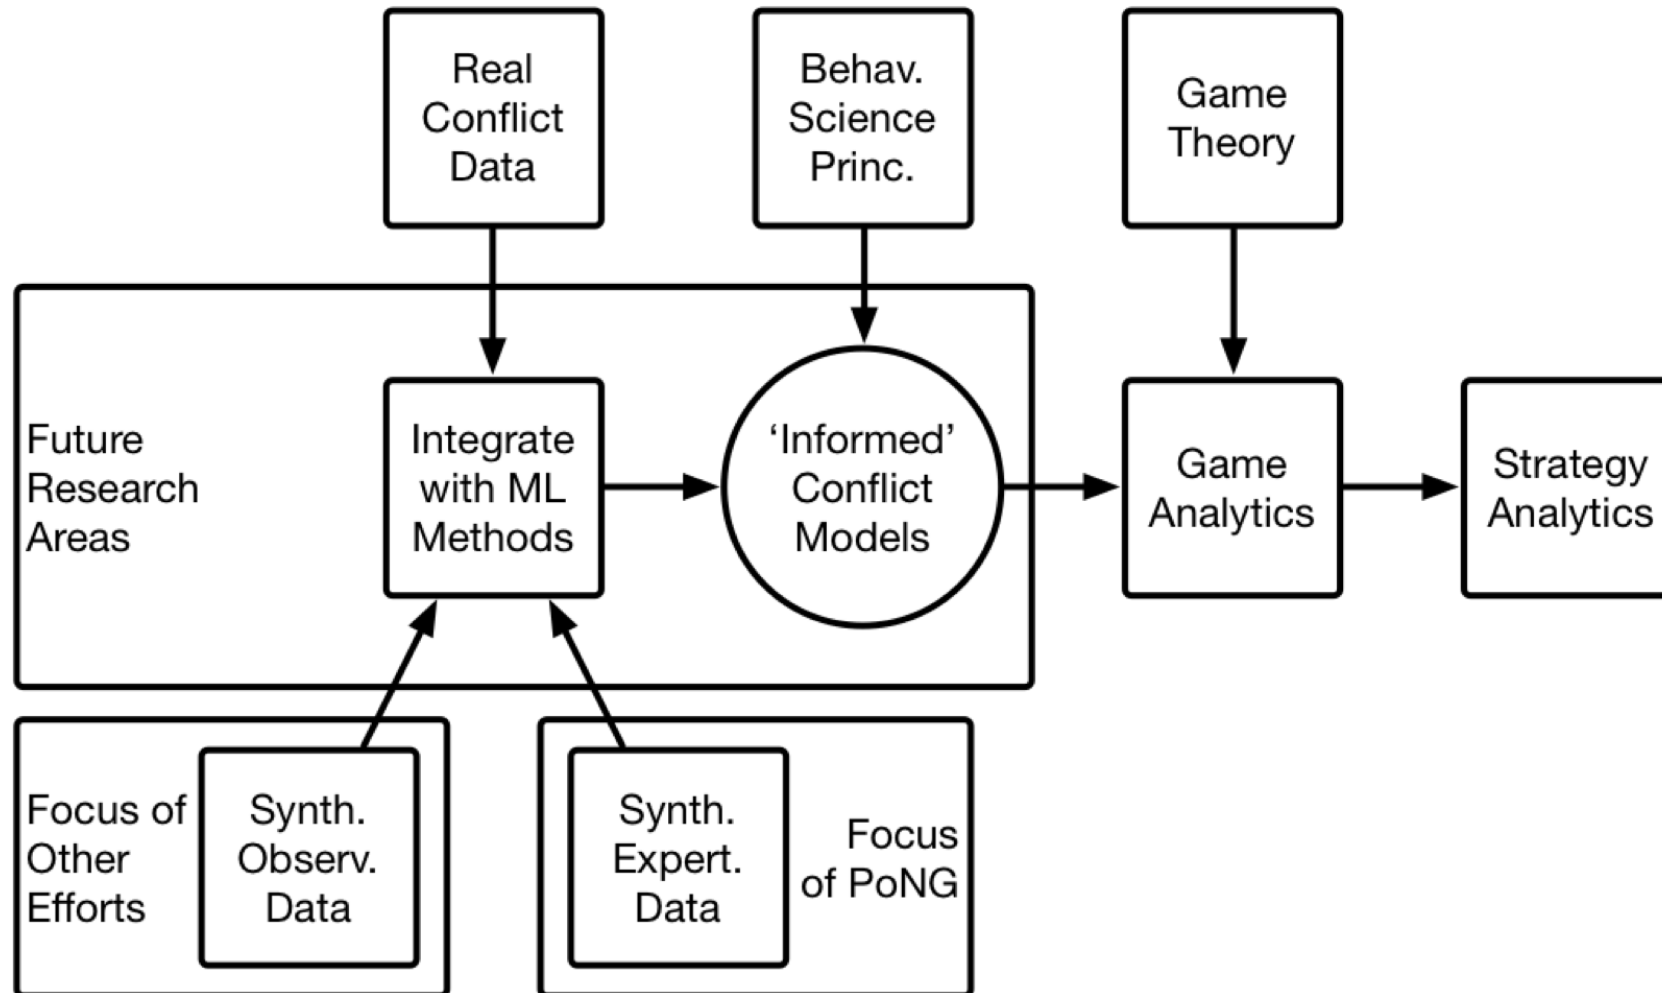 Real
Conflict
Data
Behav.
Science
Princ.
Game
Theory
Future
Research
Areas
Integrate
with ML
Methods
‘Informed’
Conflict
Models
Game
Analytics
Strategy
Analytics
Focus of
Other
Efforts
Synth.
Observ.
Data
Synth.
Expert.
Data
Focus
of PoNG